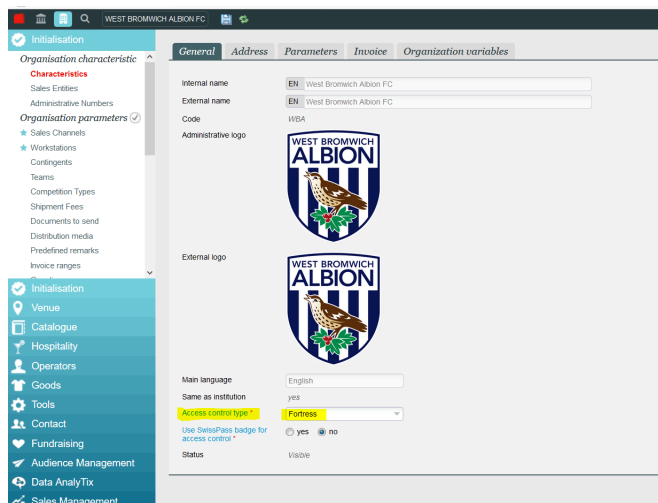 WEST BROMWICH ALBION FC
Initialisation
Organisation characteristic
Characteristics
Sales Entities
Administrative Numbers
Organisation parameters
Sales Channels
Workstations
Contingents
Teams
Competition Types
Shipment Fees
Documents to send
Distribution media
Predefined remarks
Invoice ranges
Initialisation
Venue
Catalogue
Hospitality
Operators
Goods
Tools
Contact
Fundraising
Audience Management
Data AnalyTix
Sales Management
General Address Parameters Invoice Organization variables
Internal name EN West Bromwich Albion FC
External name EN West Bromwich Albion FC
Code WBA
Administrative logo
WEST BROMWICH
ALBION
External logo
WEST BROMWICH
ALBION
Main language English
Same as institution yes
Access control type * Fortress
Use SwissPass badge for
access control * yes no
Status Visible